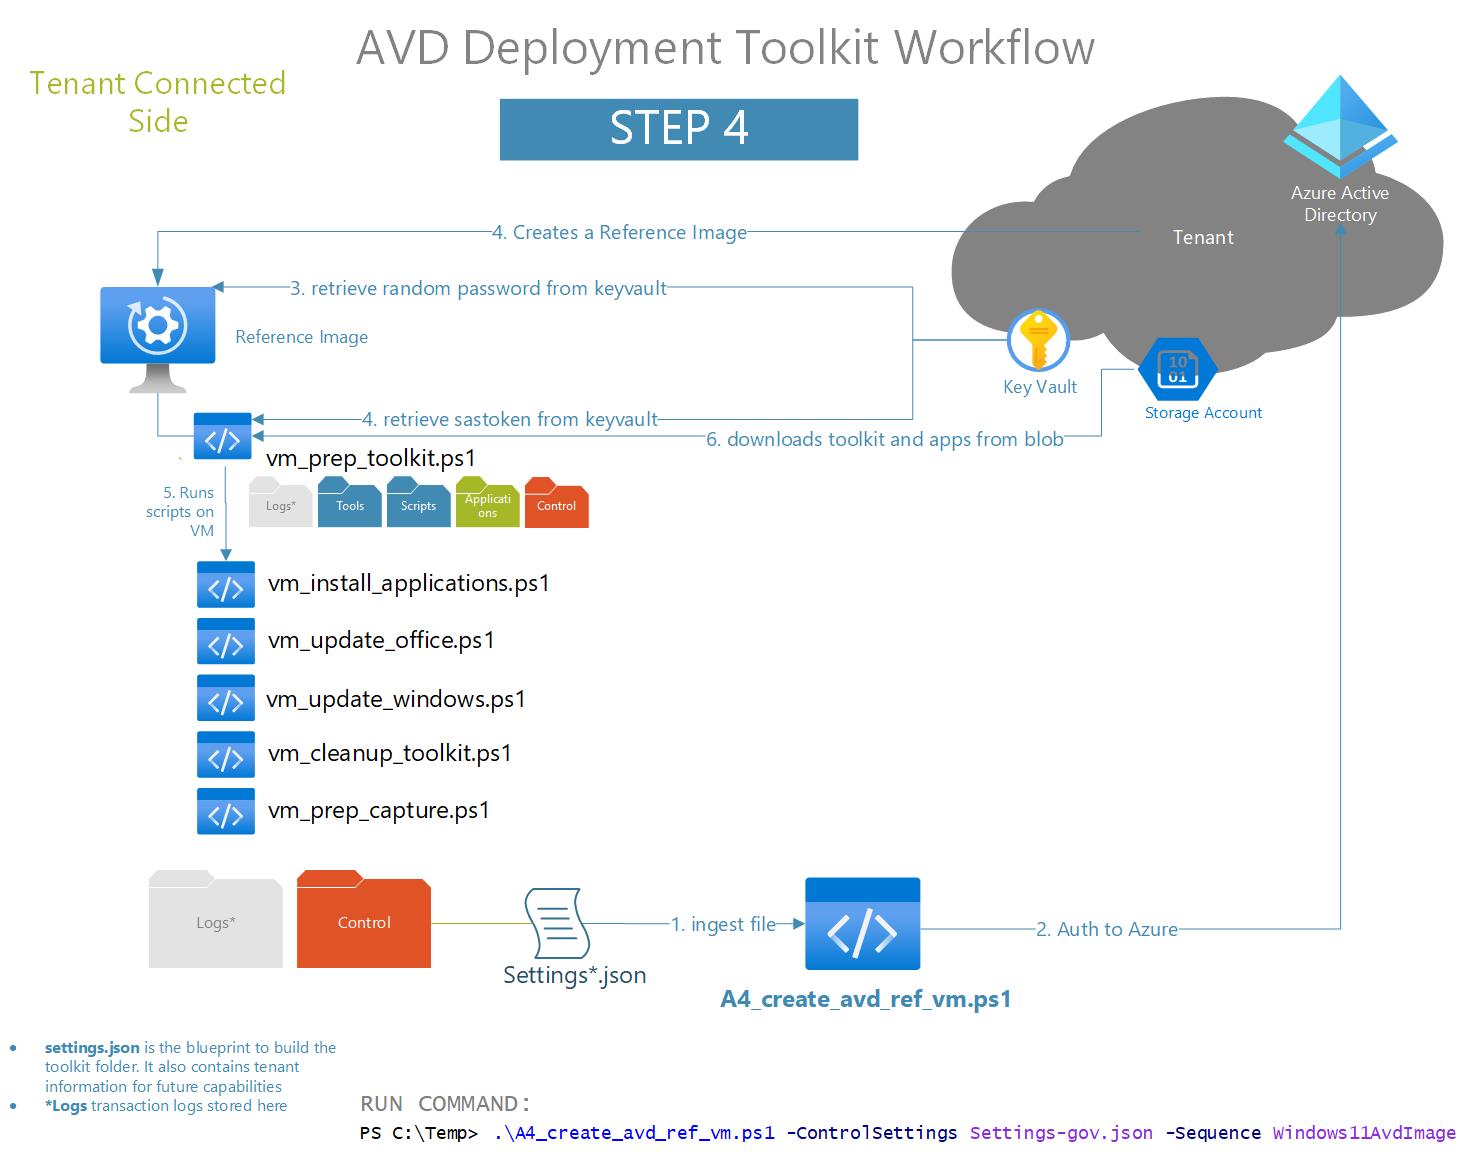 AVD Deployment Toolkit Workflow
Tenant Connected
Side
STEP 4
Azure Active
Directory
Tenant
4. Creates a Reference Image
3. retrieve random password from keyvault
Reference Image
Key Vault
Storage Account
4. retrieve sastoken from keyvault
6. downloads toolkit and apps from blob
vm_prep_toolkit.ps1
5. Runs
scripts on
VM
Logs*
Tools
Scripts
Applicati
ons
Control
10
01
vm_install_applications.ps1
vm_update_office.ps1
vm_update_windows.ps1
vm_cleanup_toolkit.ps1
vm_prep_capture.ps1
Logs*
Control
1. ingest file
2. Auth to Azure
Settings*.json
A4_create_avd_ref_vm.ps1
• settings.json is the blueprint to build the
toolkit folder. It also contains tenant
information for future capabilities
• *Logs transaction logs stored here
RUN COMMAND:
PS C:\Temp> .\A4_create_avd_ref_vm.ps1 -ControlSettings Settings-gov.json -Sequence Windows11AvdImage